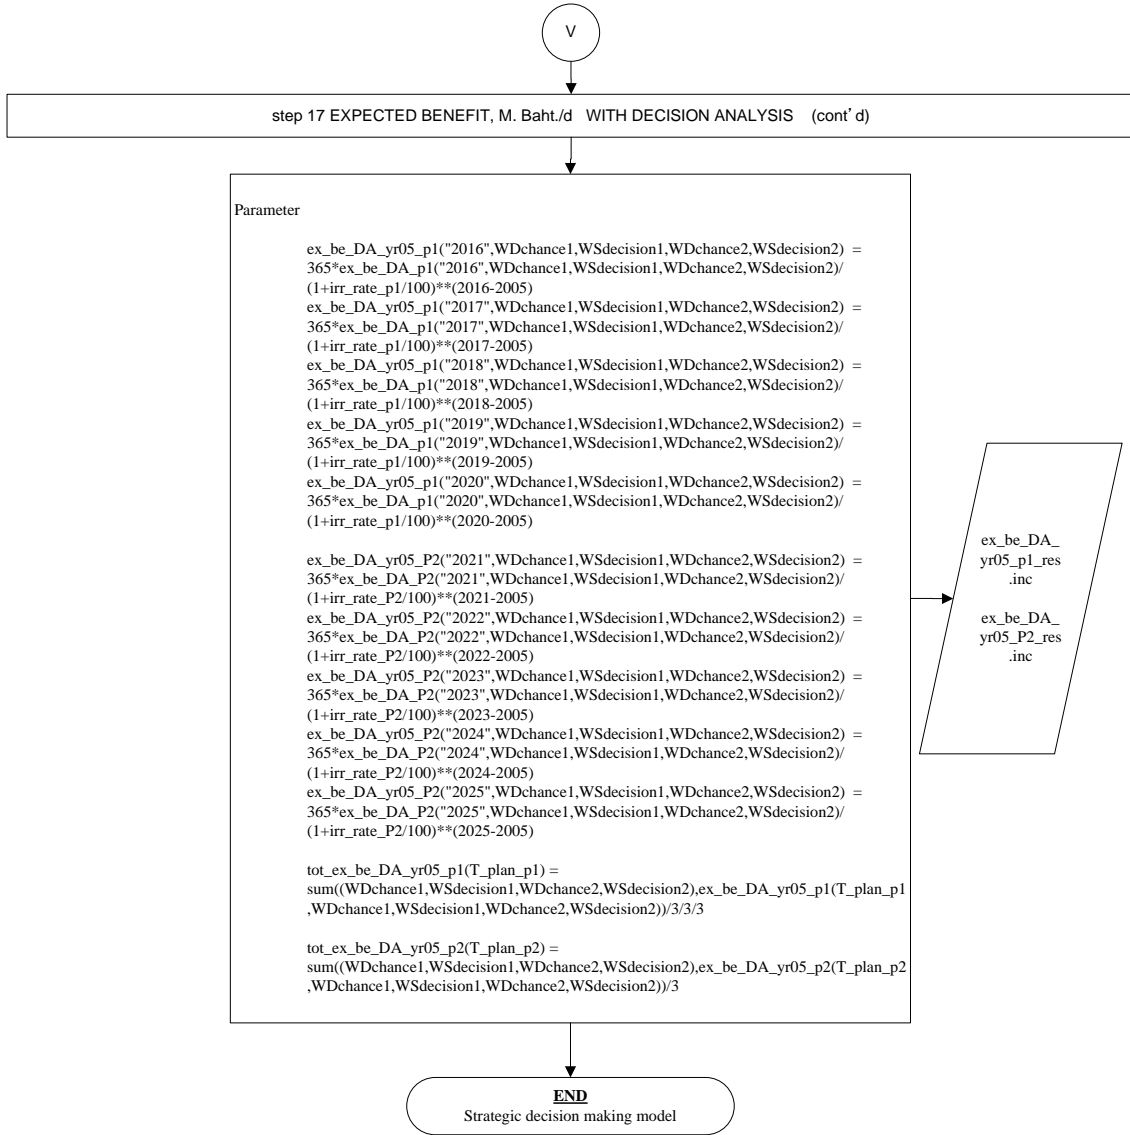 V
step 17 EXPECTED BENEFIT, M. Baht./d WITH DECISION ANALYSIS (cont'd)
Parameter
ex_be_DA_yr05_p1("2016",WDchance1,WSdecision1,WDchance2,WSdecision2) =
365*ex_be_DA_p1("2016",WDchance1,WSdecision1,WDchance2,WSdecision2)/
(1+irr_rate_p1/100)**(2016-2005)
ex_be_DA_yr05_p1("2017",WDchance1,WSdecision1,WDchance2,WSdecision2) =
365*ex_be_DA_p1("2017",WDchance1,WSdecision1,WDchance2,WSdecision2)/
(1+irr_rate_p1/100)**(2017-2005)
ex_be_DA_yr05_p1("2018",WDchance1,WSdecision1,WDchance2,WSdecision2) =
365*ex_be_DA_p1("2018",WDchance1,WSdecision1,WDchance2,WSdecision2)/
(1+irr_rate_p1/100)**(2018-2005)
ex_be_DA_yr05_p1("2019",WDchance1,WSdecision1,WDchance2,WSdecision2) =
365*ex_be_DA_p1("2019",WDchance1,WSdecision1,WDchance2,WSdecision2)/
(1+irr_rate_p1/100)**(2019-2005)
ex_be_DA_yr05_p1("2020",WDchance1,WSdecision1,WDchance2,WSdecision2) =
365*ex_be_DA_p1("2020",WDchance1,WSdecision1,WDchance2,WSdecision2)/
(1+irr_rate_p1/100)**(2020-2005)
ex_be_DA_yr05_P2("2021",WDchance1,WSdecision1,WDchance2,WSdecision2) =
365*ex_be_DA_P2("2021",WDchance1,WSdecision1,WDchance2,WSdecision2)/
(1+irr_rate_P2/100)**(2021-2005)
ex_be_DA_yr05_P2("2022",WDchance1,WSdecision1,WDchance2,WSdecision2) =
365*ex_be_DA_P2("2022",WDchance1,WSdecision1,WDchance2,WSdecision2)/
(1+irr_rate_P2/100)**(2022-2005)
ex_be_DA_yr05_P2("2023",WDchance1,WSdecision1,WDchance2,WSdecision2) =
365*ex_be_DA_P2("2023",WDchance1,WSdecision1,WDchance2,WSdecision2)/
(1+irr_rate_P2/100)**(2023-2005)
ex_be_DA_yr05_P2("2024",WDchance1,WSdecision1,WDchance2,WSdecision2) =
365*ex_be_DA_P2("2024",WDchance1,WSdecision1,WDchance2,WSdecision2)/
(1+irr_rate_P2/100)**(2024-2005)
ex_be_DA_yr05_P2("2025",WDchance1,WSdecision1,WDchance2,WSdecision2) =
365*ex_be_DA_P2("2025",WDchance1,WSdecision1,WDchance2,WSdecision2)/
(1+irr_rate_P2/100)**(2025-2005)
tot_ex_be_DA_yr05_p1(T_plan_p1) =
sum((WDchance1,WSdecision1,WDchance2,WSdecision2),ex_be_DA_yr05_p1(T_plan_p1
,WDchance1,WSdecision1,WDchance2,WSdecision2))/3/3/3
tot_ex_be_DA_yr05_p2(T_plan_p2) =
sum((WDchance1,WSdecision1,WDchance2,WSdecision2),ex_be_DA_yr05_p2(T_plan_p2
,WDchance1,WSdecision1,WDchance2,WSdecision2))/3
ex_be_DA_
yr05_p1_res
.inc
ex_be_DA_
yr05_P2_res
.inc
END
Strategic decision making model